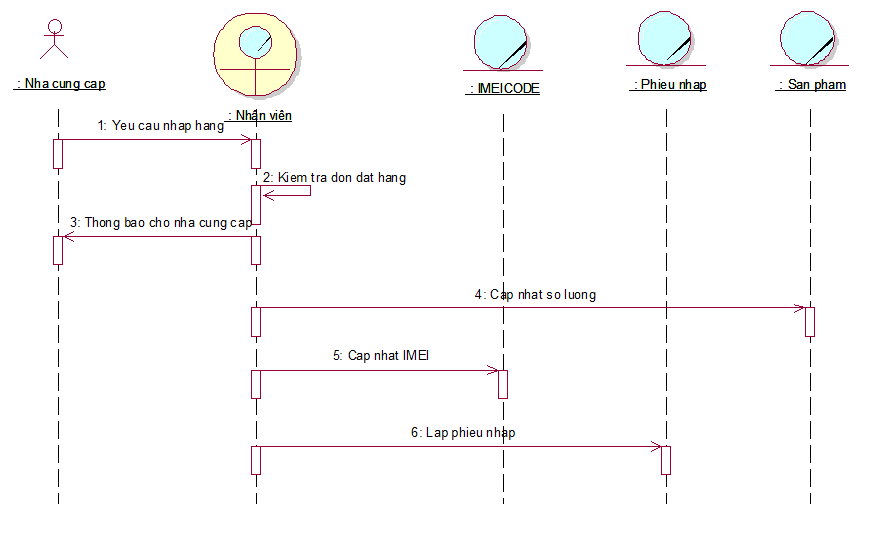 : Nha cung cap
: Nhân viên
: IMEICODE
: Phieu nhap
: San pham
1: Yeu cau nhap hang
2: Kiem tra don dat hang
3: Thong bao cho nha cung cap
4: Cap nhat so luong
5: Cap nhat IMEI
6: Lap phieu nhap